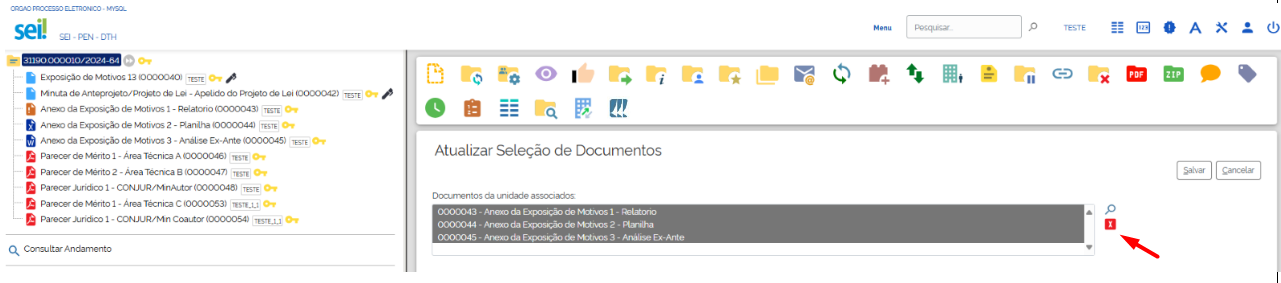 ORGAO PROCESSO ELETRONICO - MYSQL
sei! SEI - PEN - DTH
Menu
Pesquisar...
TESTE
31190.000010/2024-64
Exposição de Motivos 13 (0000040) TESTE
Minuta de Anteprojeto/Projeto de Lei - Apelido do Projeto de Lei (0000042) TESTE
Anexo da Exposição de Motivos 1 - Relatorio (0000043) TESTE
Anexo da Exposição de Motivos 2 - Planilha (0000044) TESTE
Anexo da Exposição de Motivos 3 - Análise Ex-Ante (0000045) TESTE
Parecer de Mérito 1 - Área Técnica A (0000046) TESTE
Parecer de Mérito 2 - Área Técnica B (0000047) TESTE
Parecer Jurídico 1 - CONJUR/MinAutor (0000048) TESTE
Parecer de Mérito 1 - Área Técnica C (0000053) TESTE_1_1
Parecer Jurídico 1 - CONJUR/Min Coautor (0000054) TESTE_1_1
Consultar Andamento
PDF
ZIP
Atualizar Seleção de Documentos
Salvar
Cancelar
Documentos da unidade associados:
0000043 - Anexo da Exposição de Motivos 1 - Relatorio
0000044 - Anexo da Exposição de Motivos 2 - Planilha
0000045 - Anexo da Exposição de Motivos 3 - Análise Ex-Ante